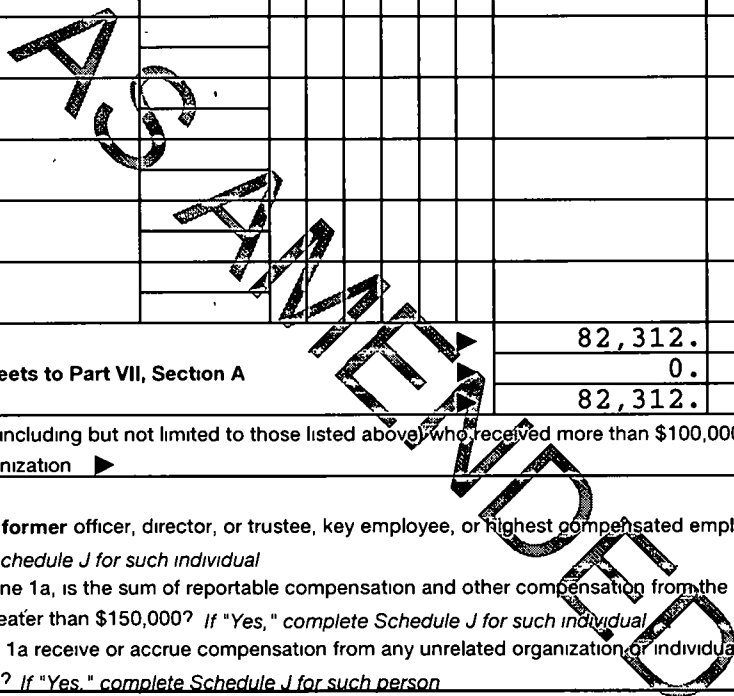 AS AMENDED
82,312.
eets to Part VII, Section A 0.
82,312.
including but not limited to those listed above) who received more than $100,000
nization ▶
former officer, director, or trustee, key employee, or highest compensated empl
chedule J for such individual
ne 1a, is the sum of reportable compensation and other compensation from the
eater than $150,000? If "Yes," complete Schedule J for such individual
1a receive or accrue compensation from any unrelated organization or individua
? If "Yes," complete Schedule J for such person